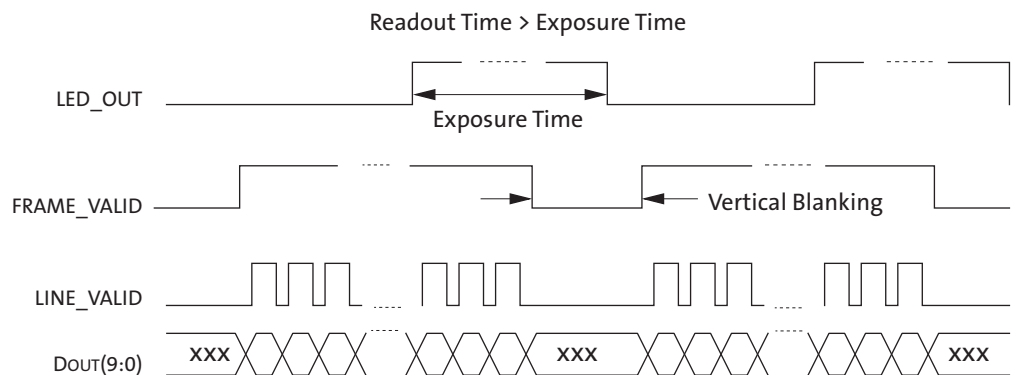 Readout Time > Exposure Time
LED_OUT
Exposure Time
FRAME_VALID
Vertical Blanking
LINE_VALID
DOUT(9:0)
XXX
XXX
XXX